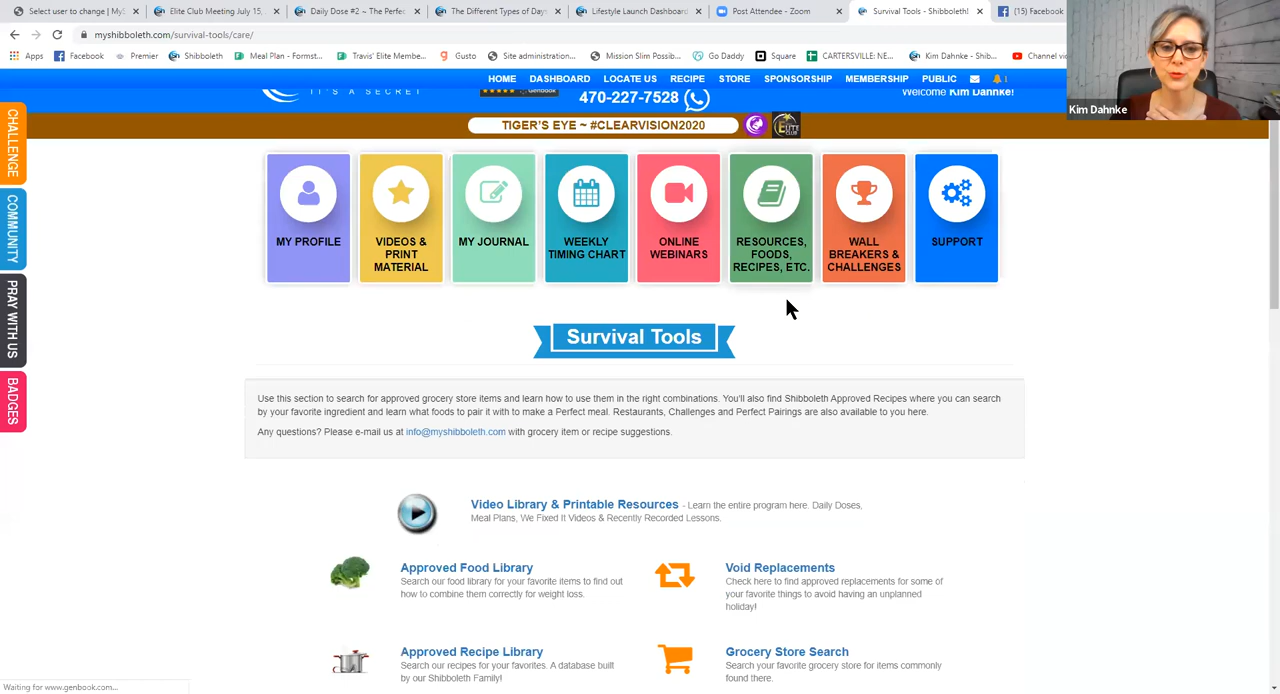 Select user to change | MyS
Elite Club Meeting July 15,
Daily Dose #2 ~ The Perfec
The Different Types of Days
Lifestyle Launch Dashboard
Post Attendee - Zoom
Survival Tools - Shibboleth!
(15) Facebook
myshibboleth.com/survival-tools/care/
Apps
Facebook
Premier
Shibboleth
Meal Plan - Formst...
Travis' Elite Membe...
Gusto
Site administration...
Mission Slim Possib...
Go Daddy
Square
CARTERSVILLE: NE...
Kim Dahnke - Shib...
Channel vi
Kim Dahnke
HOME DASHBOARD LOCATE US RECIPE STORE SPONSORSHIP MEMBERSHIP PUBLIC
IT'S A SECRET
470-227-7528
Welcome Kim Dahnke!
TIGER'S EYE ~ #CLEARVISION2020
ELITE
CHALLENGE
COMMUNITY
PRAY WITH US
BADGES
MY PROFILE
VIDEOS &
PRINT
MATERIAL
MY JOURNAL
WEEKLY
TIMING CHART
ONLINE
WEBINARS
RESOURCES,
FOODS,
RECIPES, ETC.
WALL
BREAKERS &
CHALLENGES
SUPPORT
Survival Tools
Use this section to search for approved grocery store items and learn how to use them in the right combinations. You'll also find Shibboleth Approved Recipes where you can search
by your favorite ingredient and learn what foods to pair it with to make a Perfect meal. Restaurants, Challenges and Perfect Pairings are also available to you here.
Any questions? Please e-mail us at info@myshibboleth.com with grocery item or recipe suggestions.
Video Library & Printable Resources - Learn the entire program here. Daily Doses,
Meal Plans, We Fixed It Videos & Recently Recorded Lessons.
Approved Food Library
Search our food library for your favorite items to find out
how to combine them correctly for weight loss.
Void Replacements
Check here to find approved replacements for some of
your favorite things to avoid having an unplanned
holiday!
Approved Recipe Library
Search our recipes for your favorites. A database built
by our Shibboleth Family!
Grocery Store Search
Search your favorite grocery store for items commonly
found there.
Waiting for www.genbook.com...